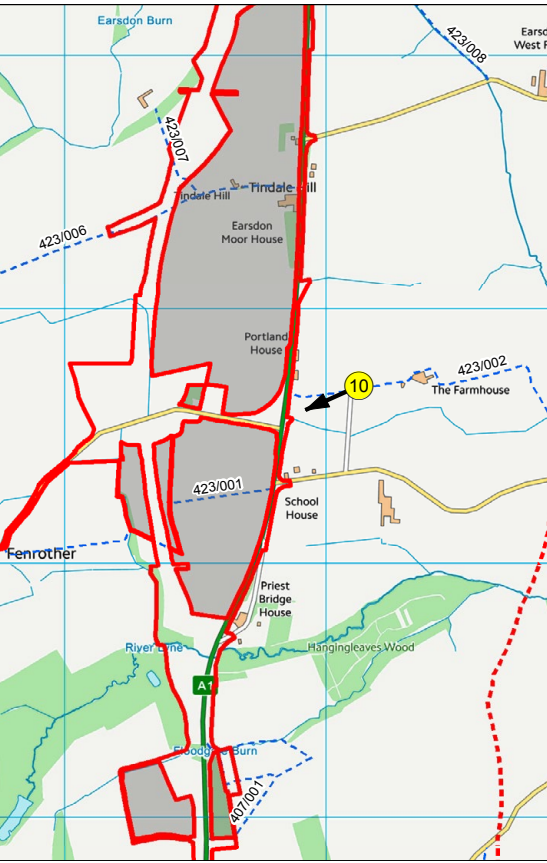 Earsdon Burn
423/008
Earsd
West F
423/007
Tindale Hill
Tindale Hill
Earsdon
Moor House
423/006
Portland
House
10
423/002
The Farmhouse
423/001
School
House
Fenrother
Priest
Bridge
House
River Lyne
Hangingleaves Wood
A1
Floodgate Burn
407/001